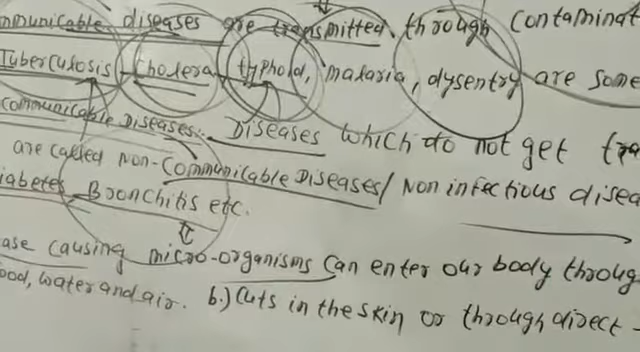 mmunicable diseases are transmitted through contaminat
Tuberculosis, Cholera, typhoid, malaria, dysentry are some
communicable Diseases:- Diseases which do not get tra
are called non-communicable Diseases/ Non infectious disea
iabetes, Bronchitis etc.
ase causing micro-organisms can enter our body throug
ood, water and air. b.) Cuts in the skin or through direct -